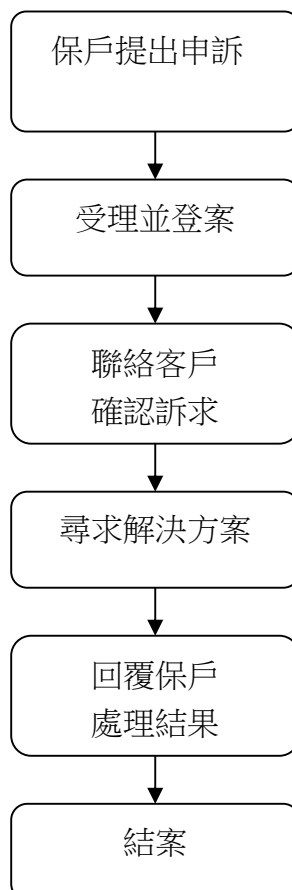 保戶提出申訴
受理並登案
聯絡客戶
確認訴求
尋求解決方案
回覆保戶
處理結果
結案